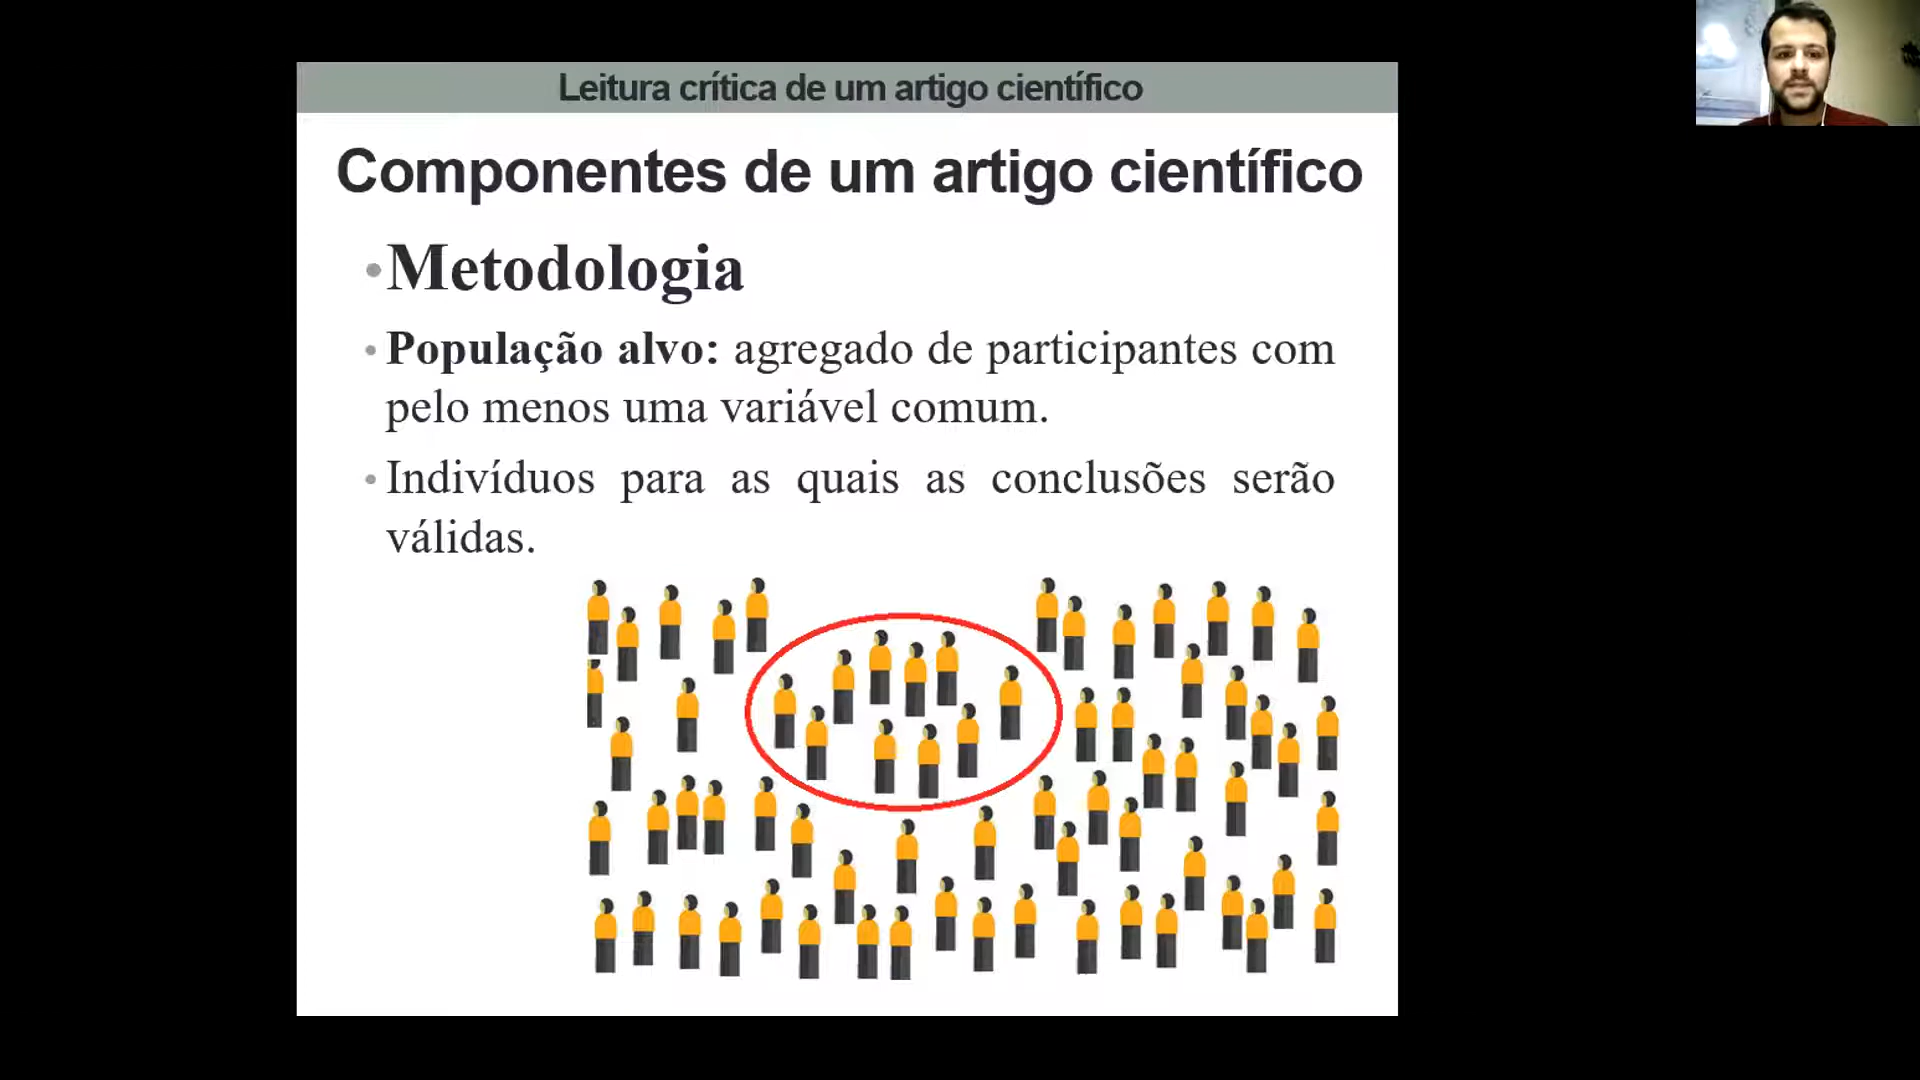 Leitura crítica de um artigo científico
Componentes de um artigo científico
•Metodologia
•População alvo: agregado de participantes com
pelo menos uma variável comum.
•Indivíduos para as quais as conclusões serão
válidas.